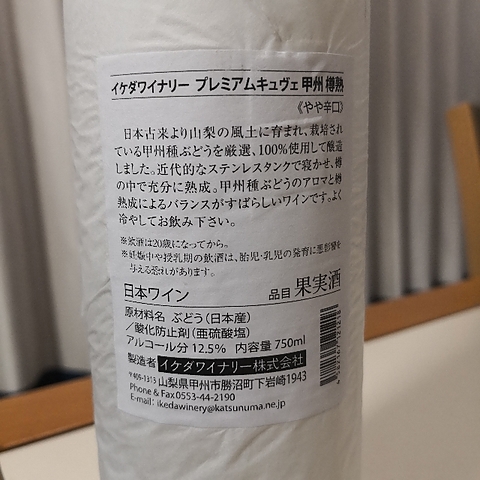 イケダワイナリー プレミアムキュヴェ 甲州 樽熟
《やや辛口》
日本古来より山梨の風土に育まれ、栽培され
ている甲州種ぶどうを厳選、100%使用して醸造
しました。近代的なステンレスタンクで寝かせ、樽
の中で充分に熟成。甲州種ぶどうのアロマと樽
熟成によるバランスがすばらしいワインです。よく
冷やしてお飲み下さい。
※飲酒は20歳になってから。
※妊娠中や授乳期の飲酒は、胎児・乳児の発育に悪影響を
与える恐れがあります。
日本ワイン 品目 果実酒
原材料名 ぶどう(日本産)
/酸化防止剤(亜硫酸塩)
アルコール分 12.5% 内容量 750ml
製造者 イケダワイナリー株式会社
〒409-1313 山梨県甲州市勝沼町下岩崎1943
Phone & Fax 0553-44-2190
E-mail: ikedawinery@katsunuma.ne.jp